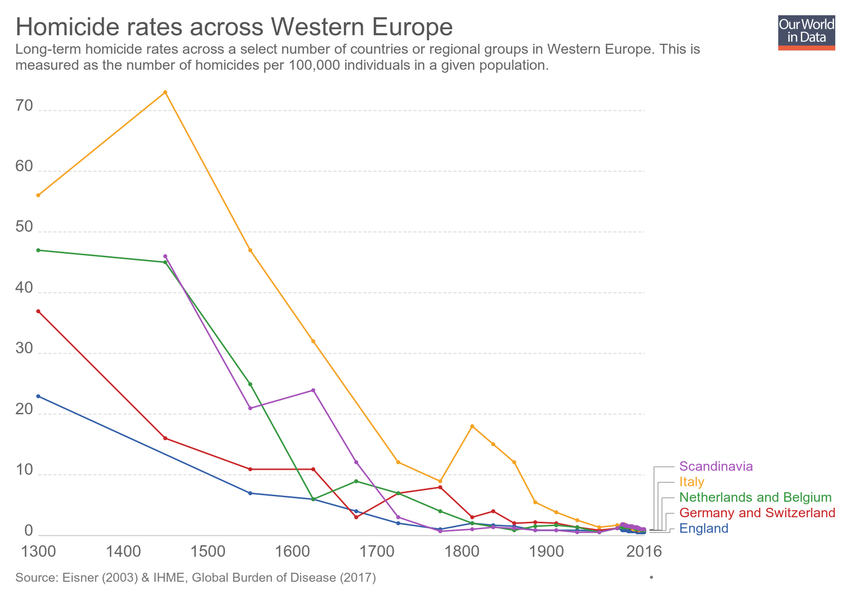 Homicide rates across Western Europe
Our World
in Data
Long-term homicide rates across a select number of countries or regional groups in Western Europe. This is
measured as the number of homicides per 100,000 individuals in a given population.
70
60
50
40
30
20
10
0
1300 1400 1500 1600 1700 1800 1900 2016
Scandinavia
Italy
Netherlands and Belgium
Germany and Switzerland
England
Source: Eisner (2003) & IHME, Global Burden of Disease (2017)
•